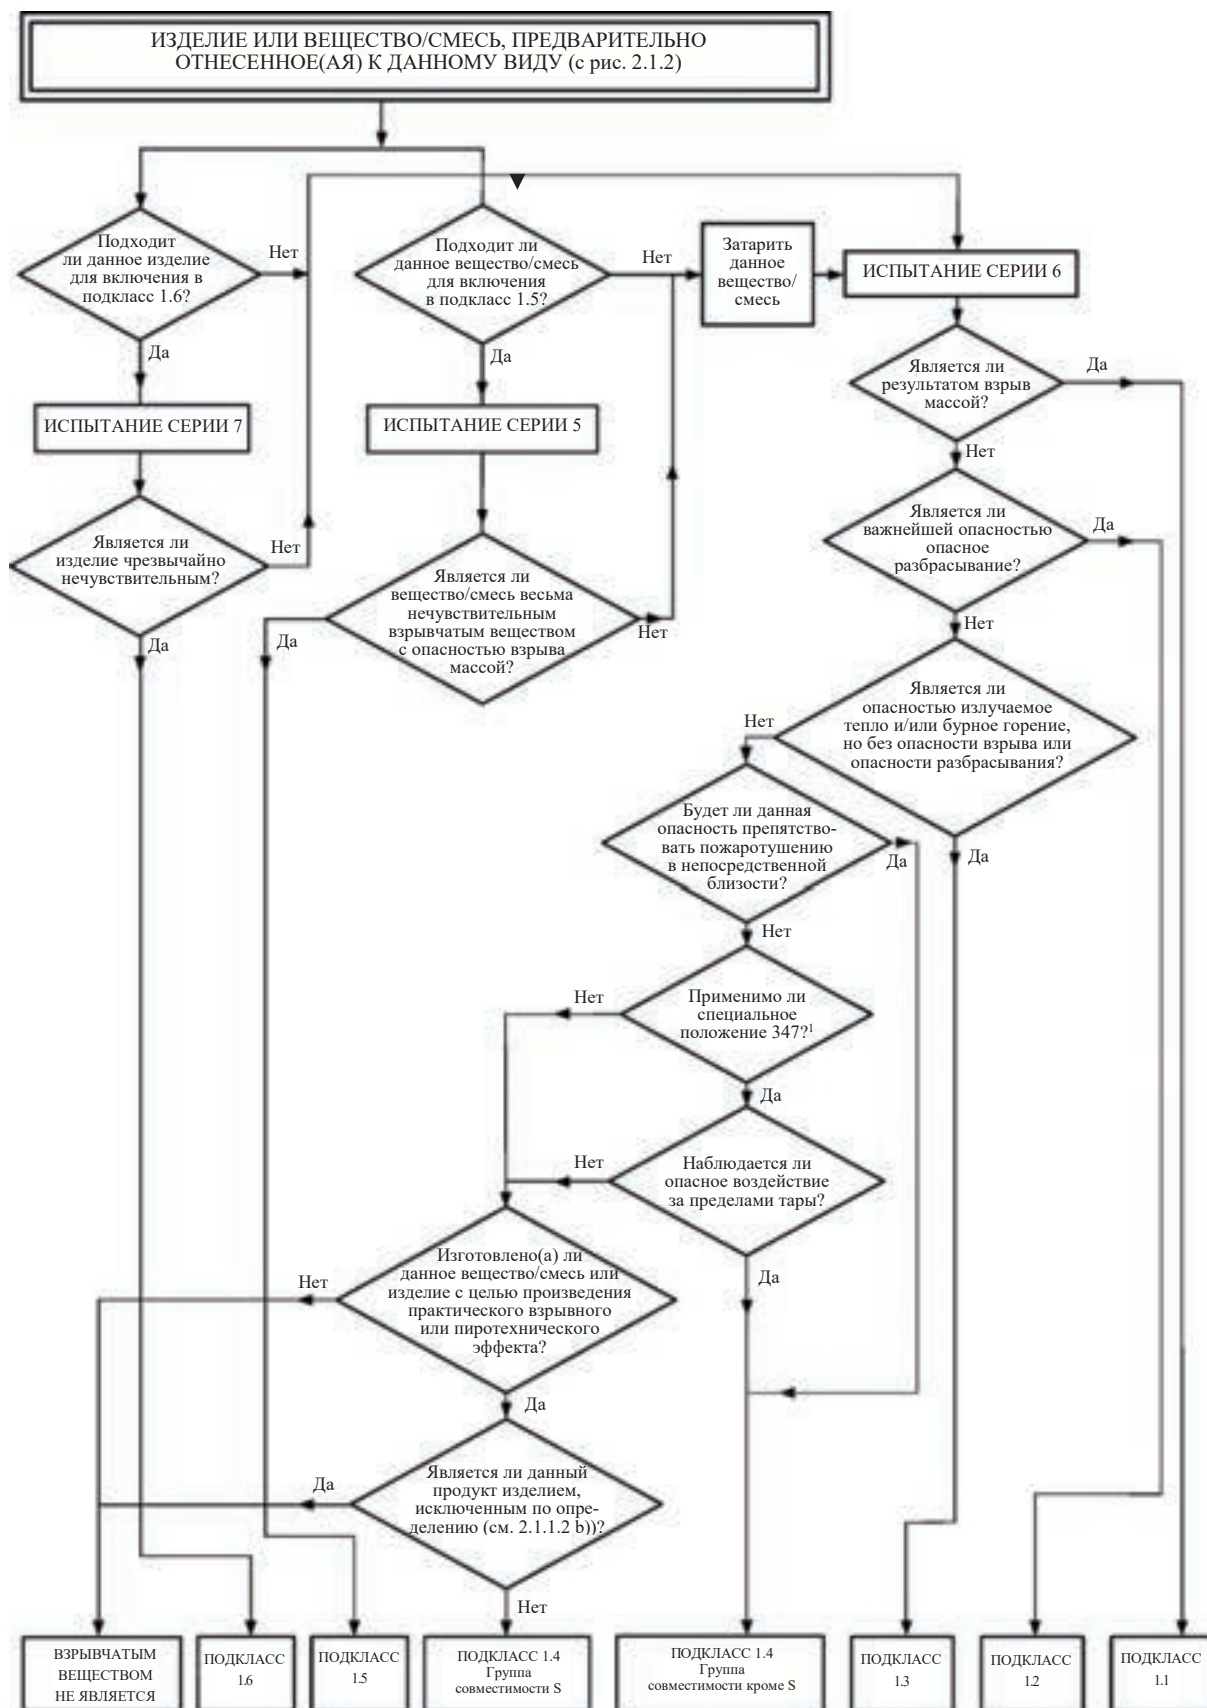 ИЗДЕЛИЕ ИЛИ ВЕЩЕСТВО/СМЕСЬ, ПРЕДВАРИТЕЛЬНО
ОТНЕСЕННОЕ(АЯ) К ДАННОМУ ВИДУ (с рис. 2.1.2)
Подходит
ли данное изделие
для включения в
подкласс 1.6?
Нет
Да
Подходит ли
данное вещество/смесь
для включения
в подкласс 1.5?
Нет
Да
Затарить
данное
вещество/
смесь
ИСПЫТАНИЕ СЕРИИ 6
Является ли
результатом взрыв
массой?
Да
Нет
ИСПЫТАНИЕ СЕРИИ 7
ИСПЫТАНИЕ СЕРИИ 5
Является ли
изделие чрезвычайно
нечувствительным?
Нет
Да
Является ли
вещество/смесь весьма
нечувствительным
взрывчатым веществом
с опасностью взрыва
массой?
Да
Нет
Является ли
важнейшей опасностью
опасное
разбрасывание?
Да
Нет
Является ли
опасностью излучаемое
тепло и/или бурное горение,
но без опасности взрыва или
опасности разбрасывания?
Нет
Да
Будет ли данная
опасность препятство-
вать пожаротушению
в непосредственной
близости?
Да
Нет
Применимо ли
специальное
положение 347?¹
Нет
Да
Наблюдается ли
опасное воздействие
за пределами тары?
Нет
Да
Изготовлено(а) ли
данное вещество/смесь или
изделие с целью произведения
практического взрывного
или пиротехнического
эффекта?
Нет
Да
Является ли данный
продукт изделием,
исключенным по опре-
делению (см. 2.1.1.2 b))?
Да
Нет
ВЗРЫВЧАТЫМ
ВЕЩЕСТВОМ
НЕ ЯВЛЯЕТСЯ
ПОДКЛАСС
1.6
ПОДКЛАСС
1.5
ПОДКЛАСС 1.4
Группа
совместимости S
ПОДКЛАСС 1.4
Группа
совместимости кроме S
ПОДКЛАСС
1.3
ПОДКЛАСС
1.2
ПОДКЛАСС
1.1